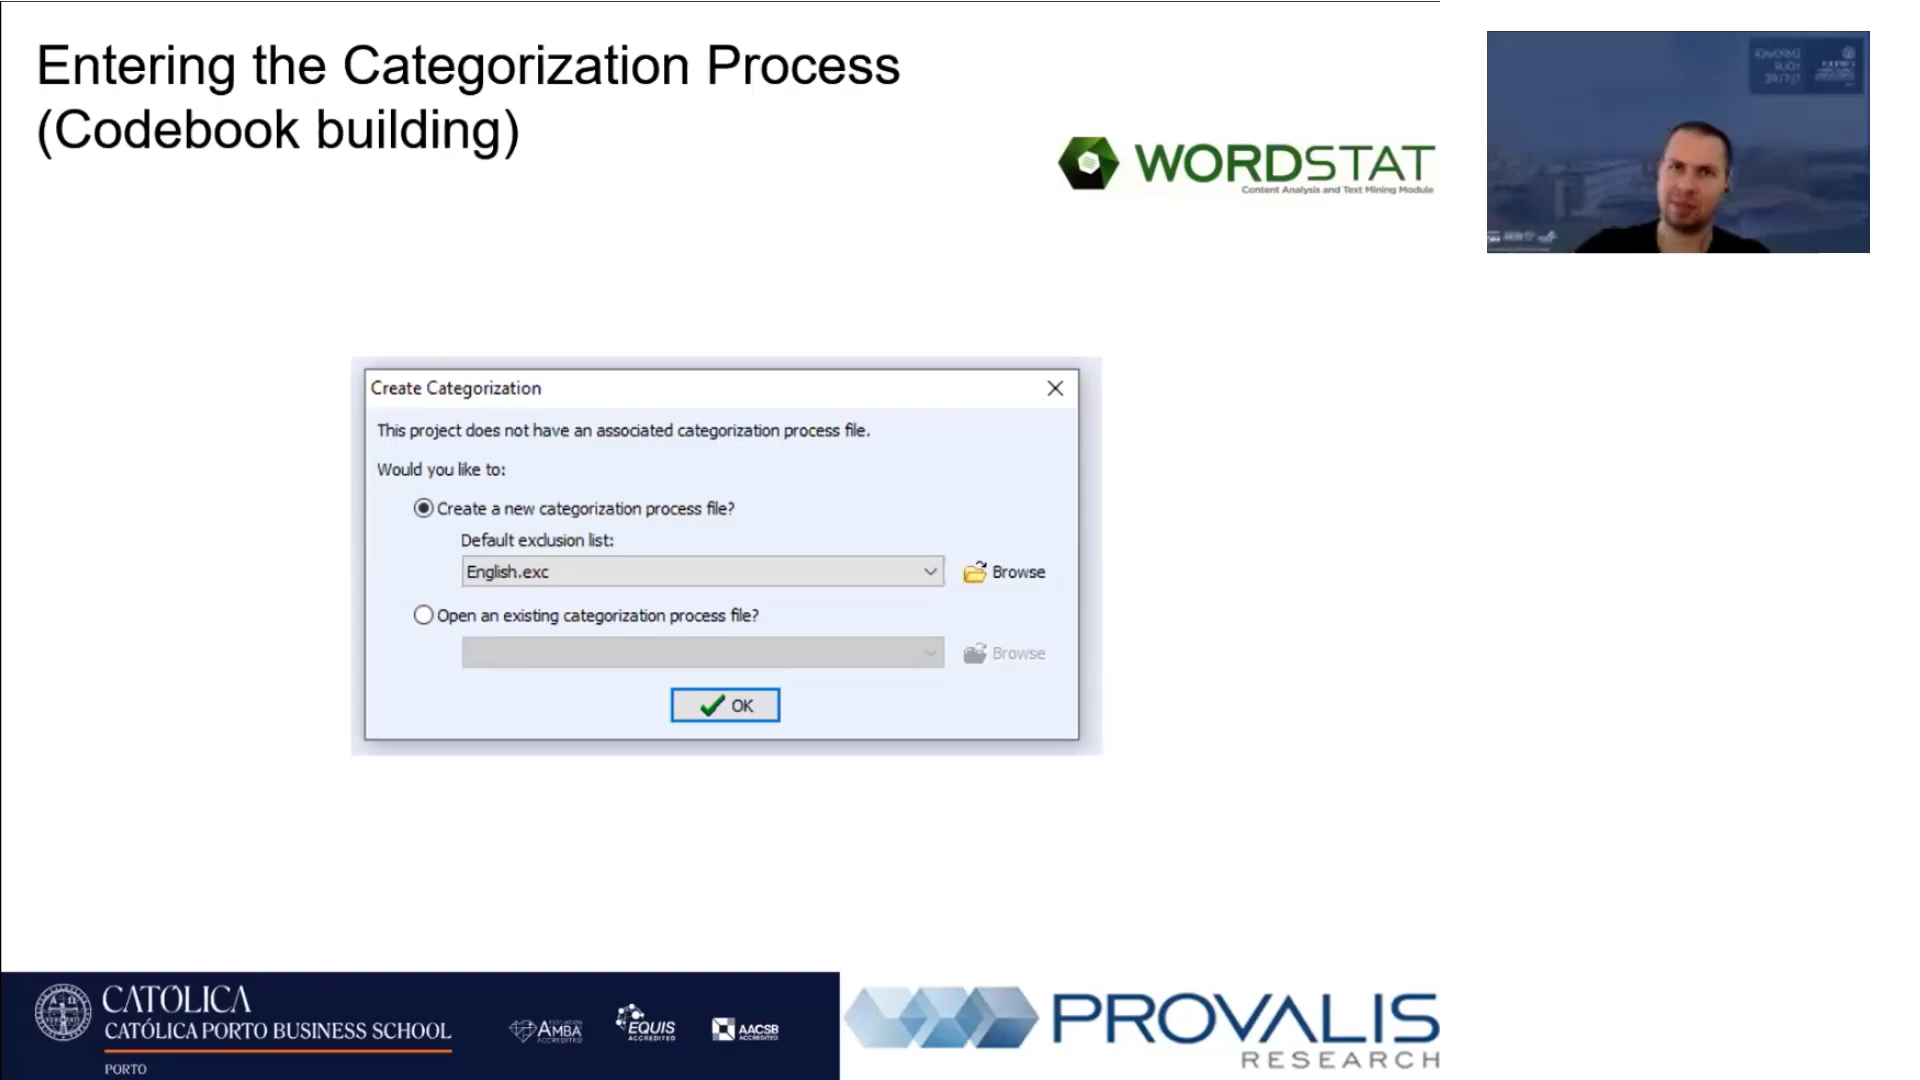 Entering the Categorization Process
(Codebook building)
WORDSTAT
Content Analysis and Text Mining Module
Create Categorization
This project does not have an associated categorization process file.
Would you like to:
Create a new categorization process file?
Default exclusion list:
English.exc
Browse
Open an existing categorization process file?
Browse
OK
CATÓLICA
CATÓLICA PORTO BUSINESS SCHOOL
PORTO
AMBA
ACCREDITED
EQUIS
ACCREDITED
AACSB
ACCREDITED
PROVALIS
RESEARCH